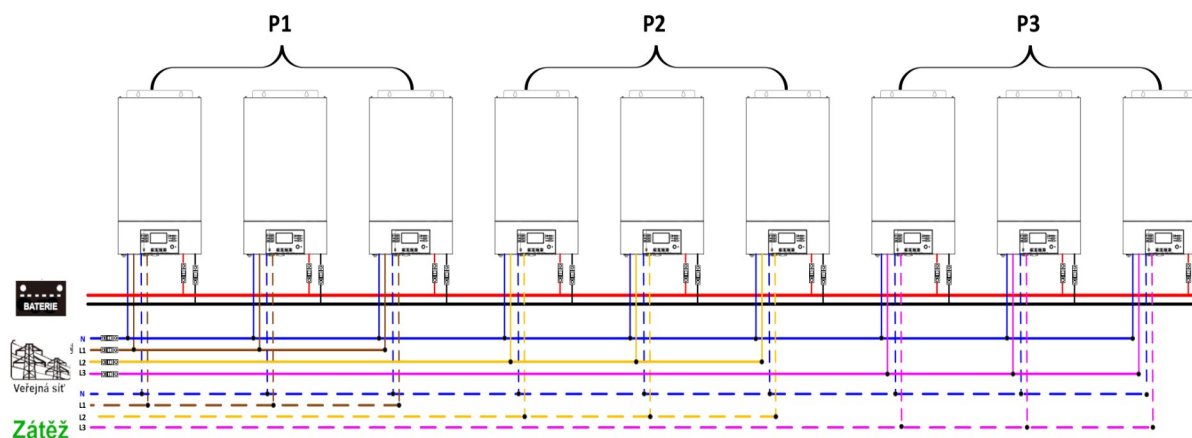 P1 P2 P3
BATERIE
N
L1
L2
L3
Veřejná síť
N
L1
L2
L3
Zátěž